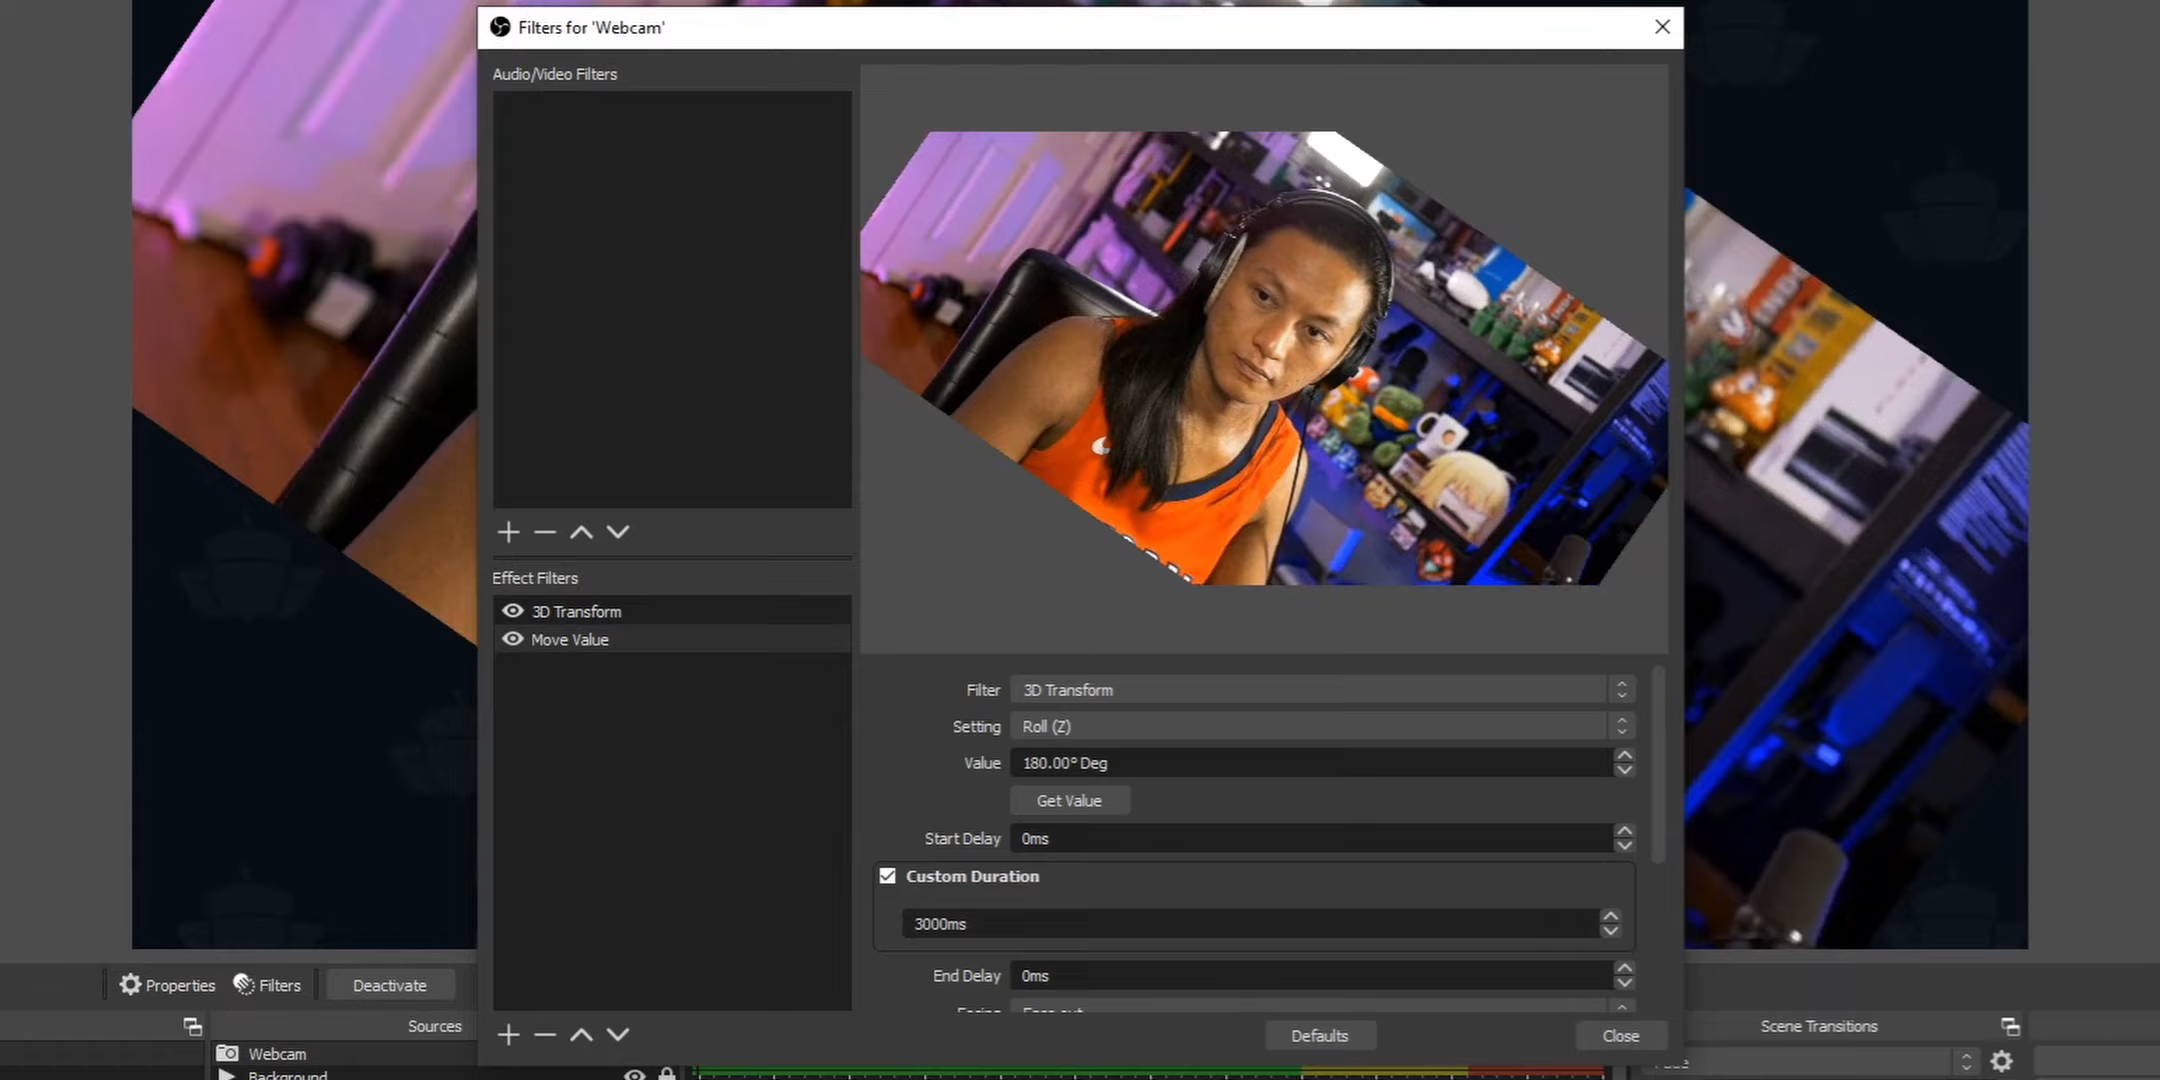 Filters for 'Webcam'
Audio/Video Filters
Effect Filters
3D Transform
Move Value
Filter 3D Transform
Setting Roll (Z)
Value 180.00° Deg
Get Value
Start Delay 0ms
Custom Duration
3000ms
End Delay 0ms
Defaults Close
Properties Filters Deactivate
Sources
Webcam
Background
Scene Transitions